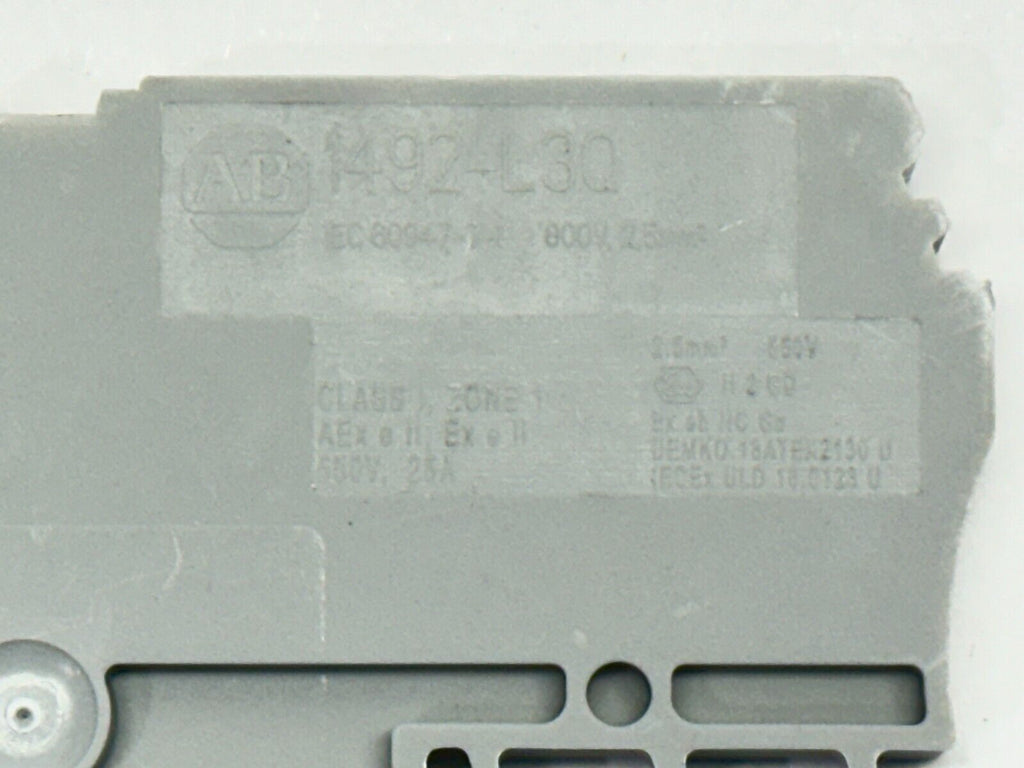 AB
1492-L3Q
IEC 60947-7-1 800V, 2.5mm²
CLASS I, ZONE 1
AEx e II, Ex e II
550V, 25A
2.5mm² 550V
II 2 GD
Ex eb IIC Gb
DEMKO 18ATEX2130 U
IECEx ULD 18.0123 U